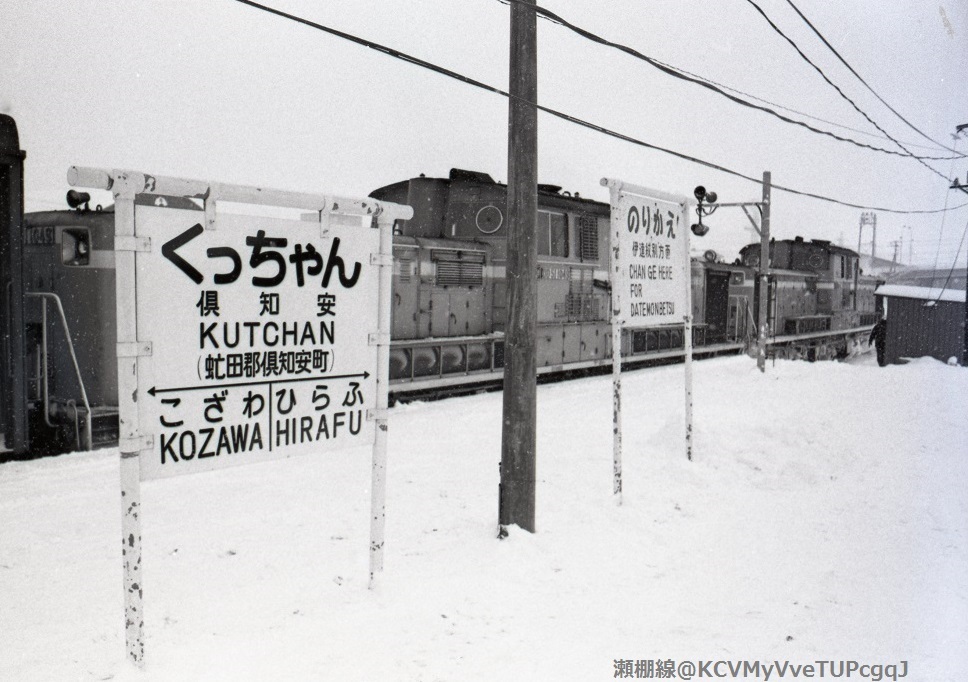 くっちゃん
倶知安
KUTCHAN
(虻田郡倶知安町)
こざわ ひらふ
KOZAWA HIRAFU
のりかえ
伊達紋別方面
CHANGE HERE
FOR
DATEMONBETSU
瀬棚線@KCVMyVveTUPcgqJ